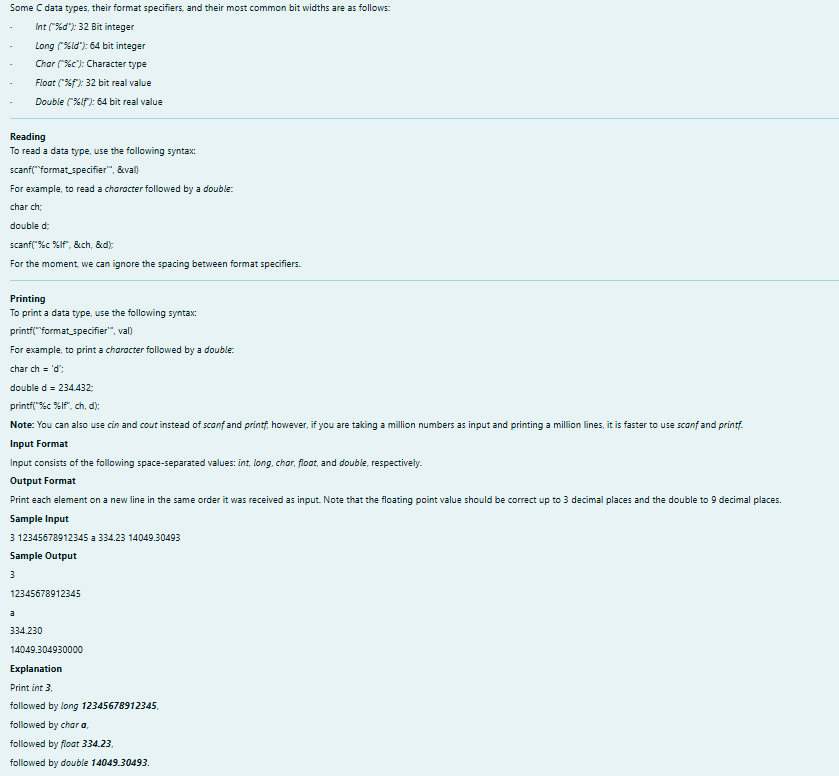 Some C data types, their format specifiers, and their most common bit widths are as follows:
- Int ("%d"): 32 Bit integer
- Long ("%ld"): 64 bit integer
- Char ("%c"): Character type
- Float ("%f"): 32 bit real value
- Double ("%lf"): 64 bit real value
Reading
To read a data type, use the following syntax:
scanf("`format_specifier`", &val)
For example, to read a character followed by a double:
char ch;
double d;
scanf("%c %lf", &ch, &d);
For the moment, we can ignore the spacing between format specifiers.
Printing
To print a data type, use the following syntax:
printf("`format_specifier`", val)
For example, to print a character followed by a double:
char ch = 'd';
double d = 234.432;
printf("%c %lf", ch, d);
Note: You can also use cin and cout instead of scanf and printf; however, if you are taking a million numbers as input and printing a million lines, it is faster to use scanf and printf.
Input Format
Input consists of the following space-separated values: int, long, char, float, and double, respectively.
Output Format
Print each element on a new line in the same order it was received as input. Note that the floating point value should be correct up to 3 decimal places and the double to 9 decimal places.
Sample Input
3 12345678912345 a 334.23 14049.30493
Sample Output
3
12345678912345
a
334.230
14049.304930000
Explanation
Print int 3,
followed by long 12345678912345,
followed by char a,
followed by float 334.23,
followed by double 14049.30493.